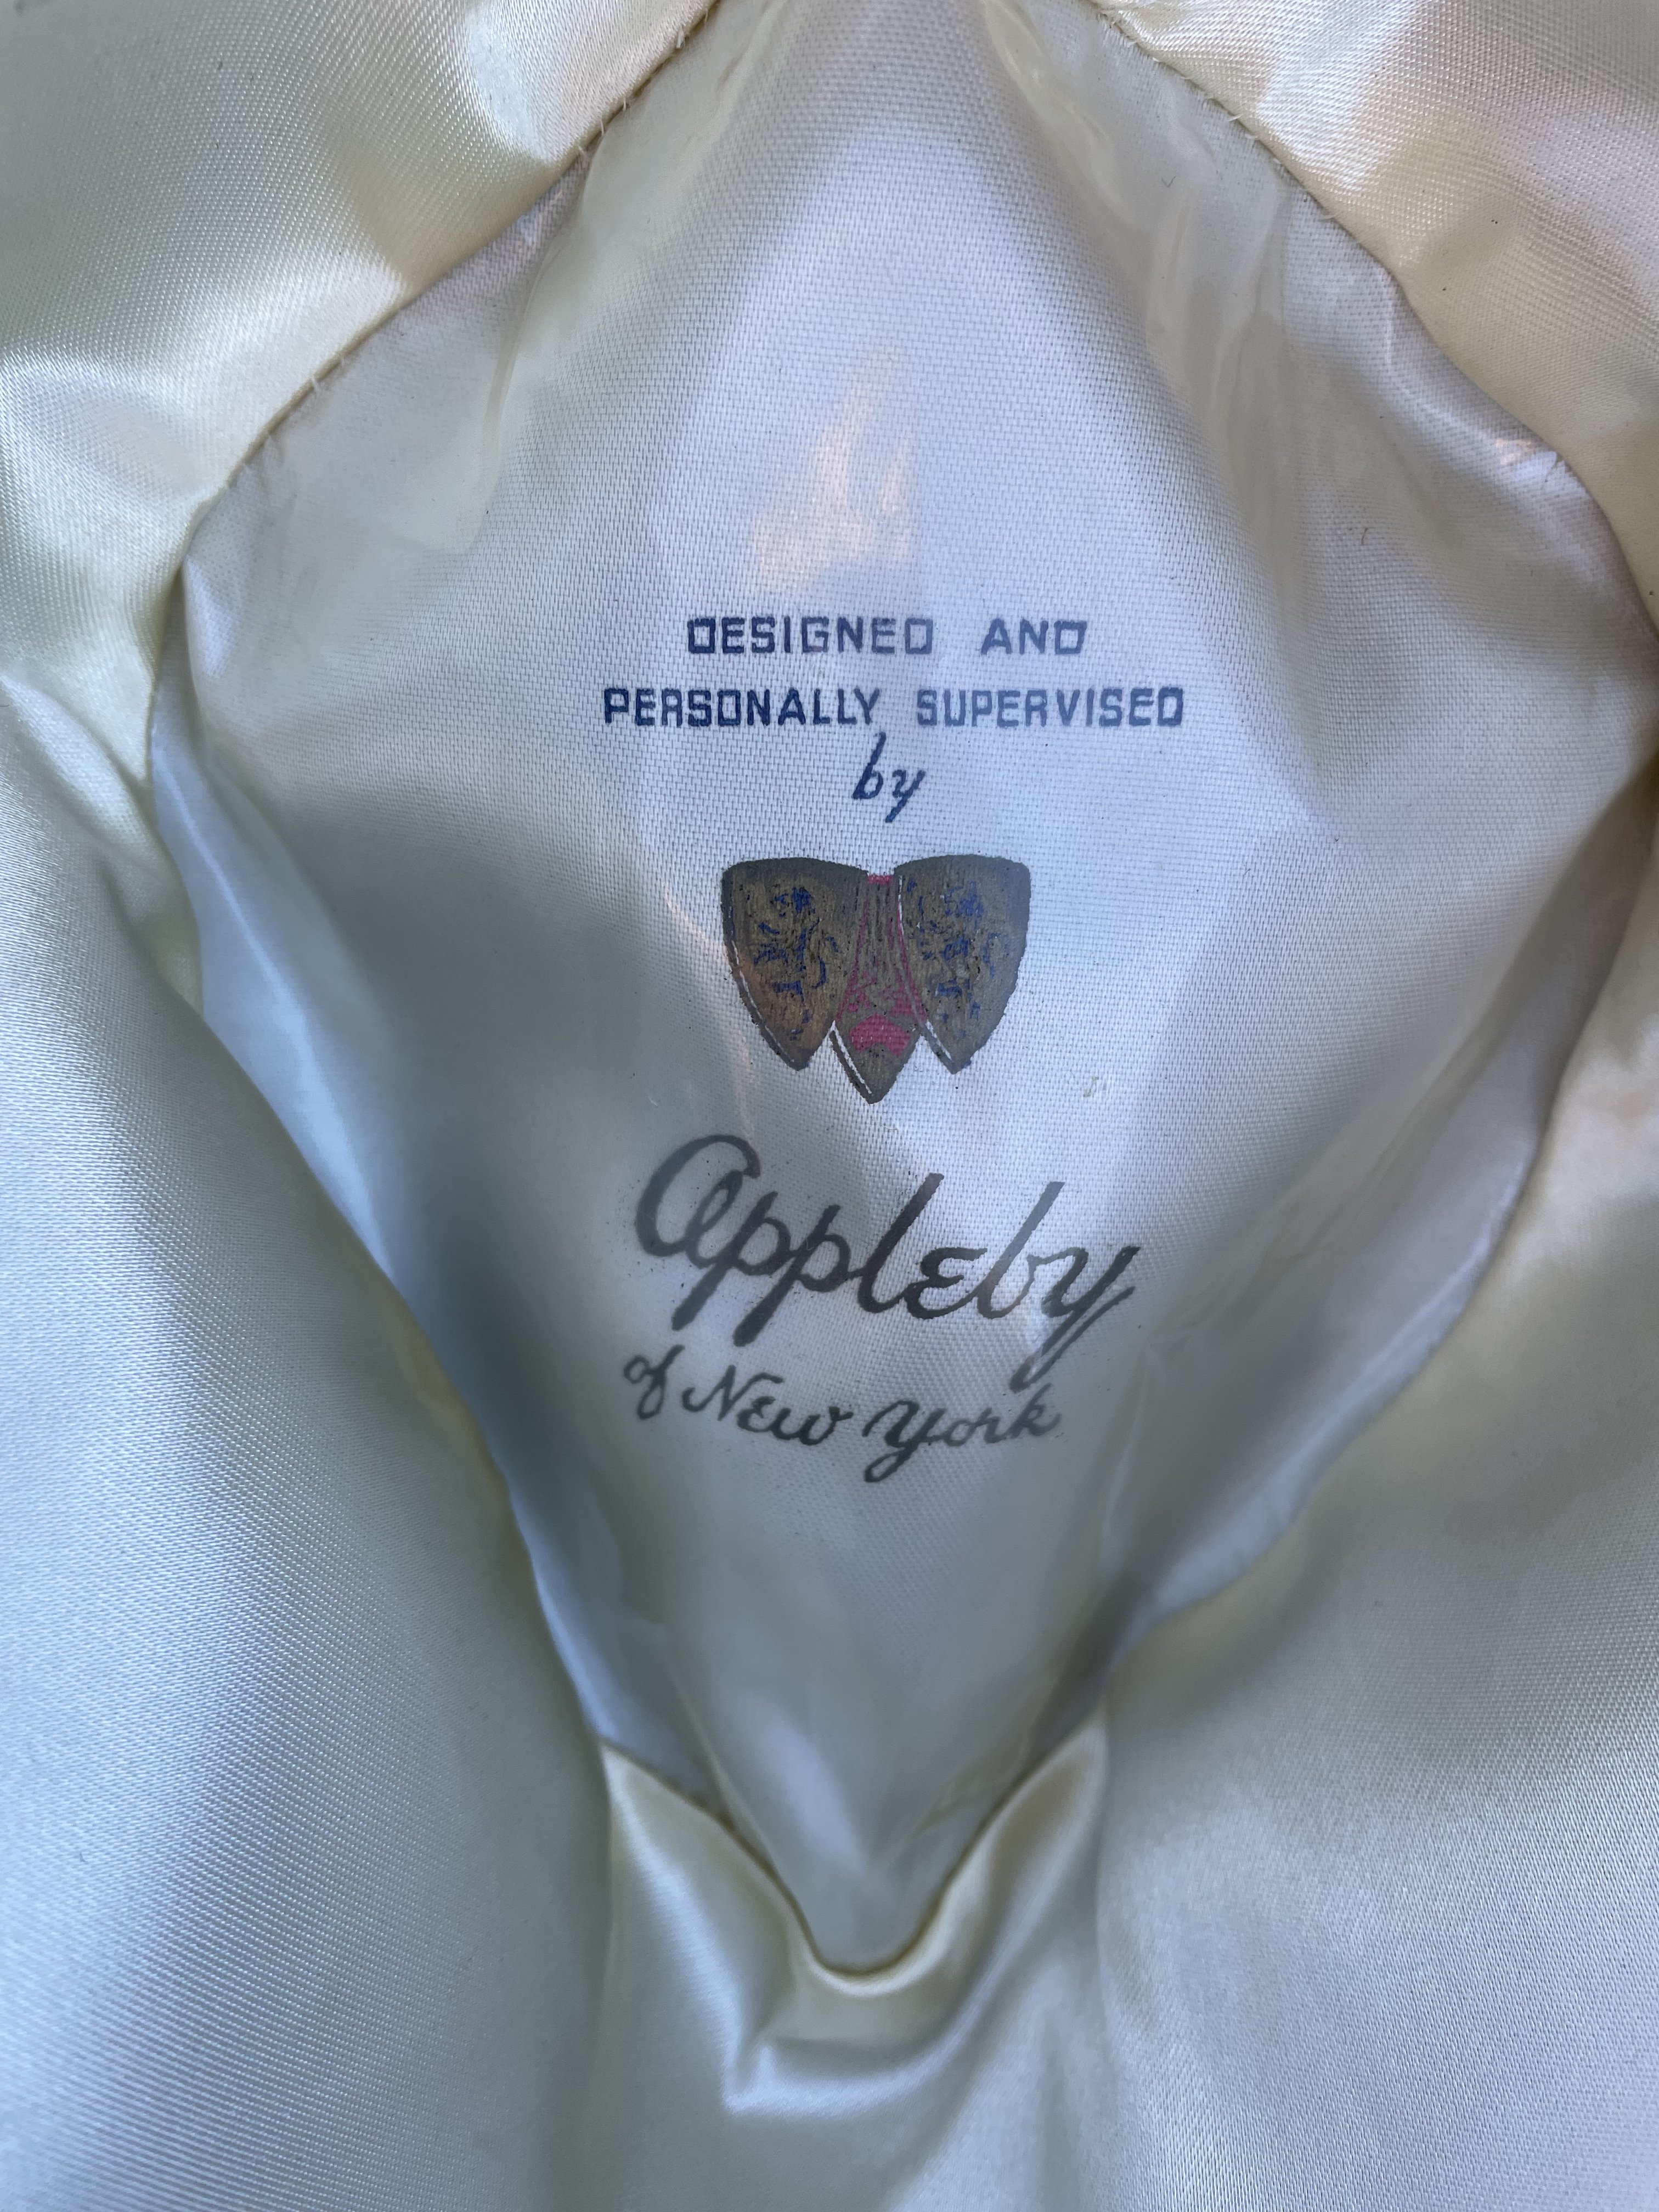 DESIGNED AND
PERSONALLY SUPERVISED
by
Appleby
of New York